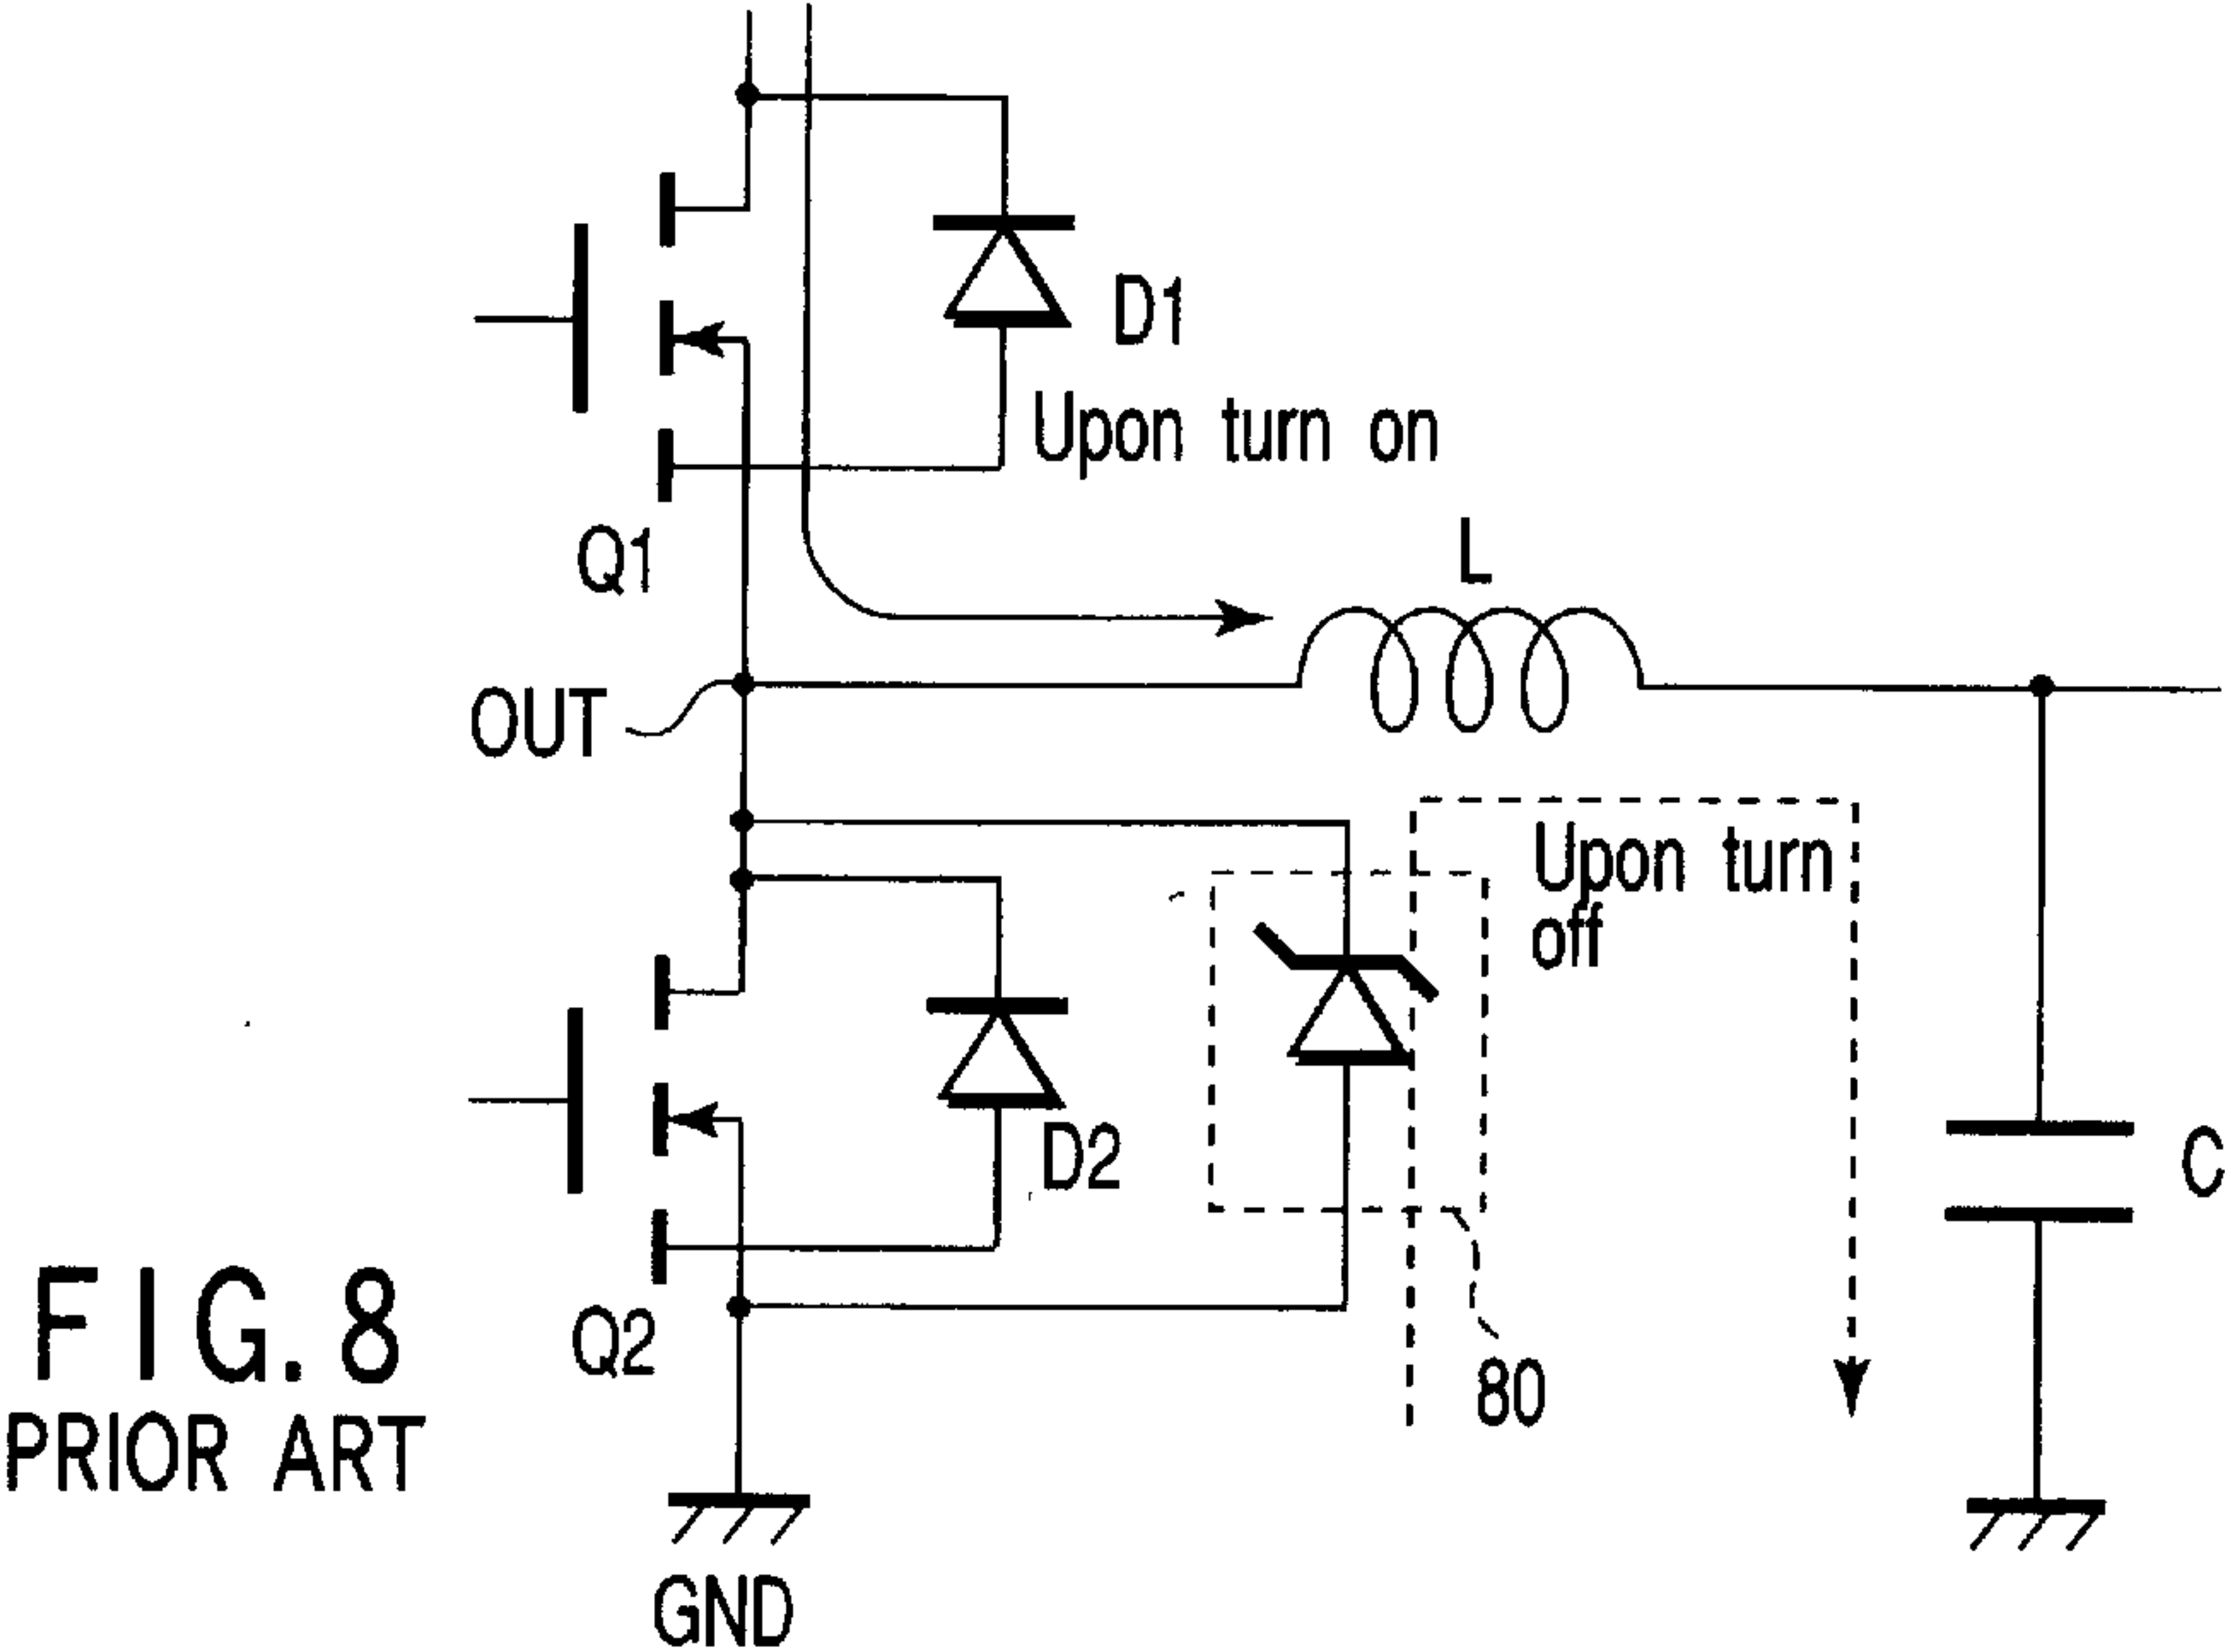 D1
Upon turn on
Q1
L
OUT
Upon turn
off
D2
C
Q2
80
FIG.8
PRIOR ART
GND